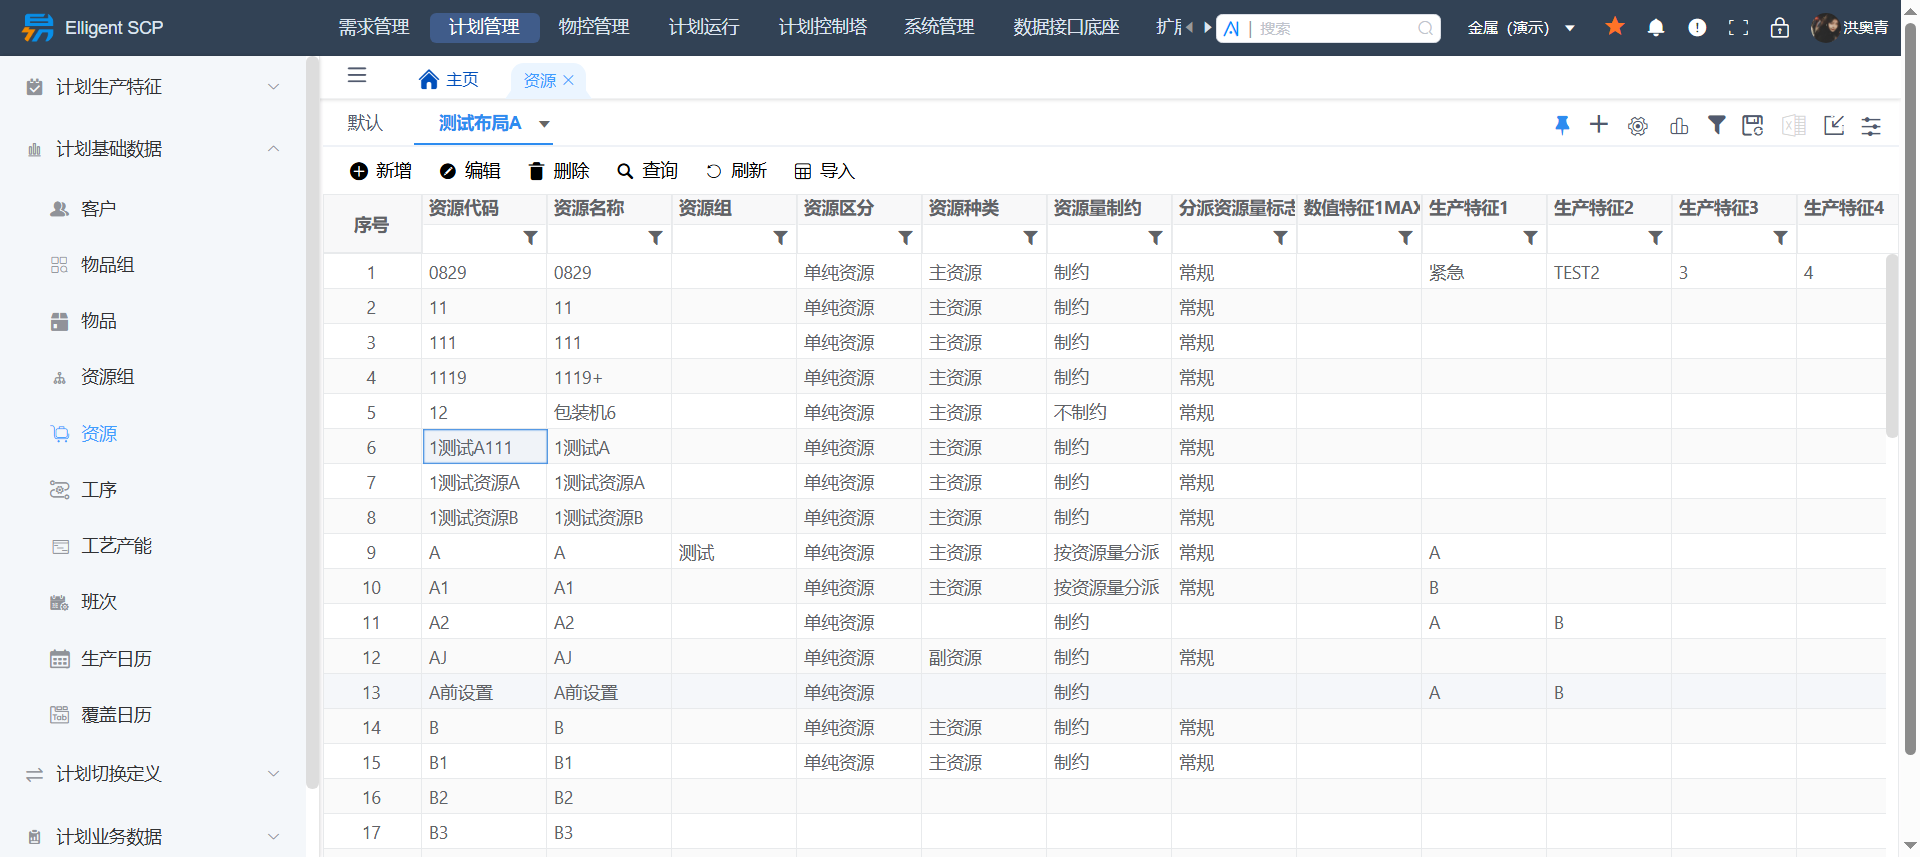 Elligent SCP
需求管理 计划管理 物控管理 计划运行 计划控制塔 系统管理 数据接口底座 AI | 搜索 金属（演示） 洪奥青
计划生产特征
计划基础数据
客户
物品组
物品
资源组
资源
工序
工艺产能
班次
生产日历
覆盖日历
计划切换定义
计划业务数据
主页 资源
默认 测试布局A
新增 编辑 删除 查询 刷新 导入
序号 资源代码 资源名称 资源组 资源区分 资源种类 资源量制约 分派资源量标志 数值特征1MAX 生产特征1 生产特征2 生产特征3 生产特征4
1 0829 0829 单纯资源 主资源 制约 常规 紧急 TEST2 3 4
2 11 11 单纯资源 主资源 制约 常规
3 111 111 单纯资源 主资源 制约 常规
4 1119 1119+ 单纯资源 主资源 制约 常规
5 12 包装机6 单纯资源 主资源 不制约 常规
6 1测试A111 1测试A 单纯资源 主资源 制约 常规
7 1测试资源A 1测试资源A 单纯资源 主资源 制约 常规
8 1测试资源B 1测试资源B 单纯资源 主资源 制约 常规
9 A A 测试 单纯资源 主资源 按资源量分派 常规 A
10 A1 A1 单纯资源 主资源 按资源量分派 常规 B
11 A2 A2 单纯资源 制约 A B
12 AJ AJ 单纯资源 副资源 制约 常规
13 A前设置 A前设置 单纯资源 制约 A B
14 B B 单纯资源 主资源 制约 常规
15 B1 B1 单纯资源 主资源 制约 常规
16 B2 B2
17 B3 B3